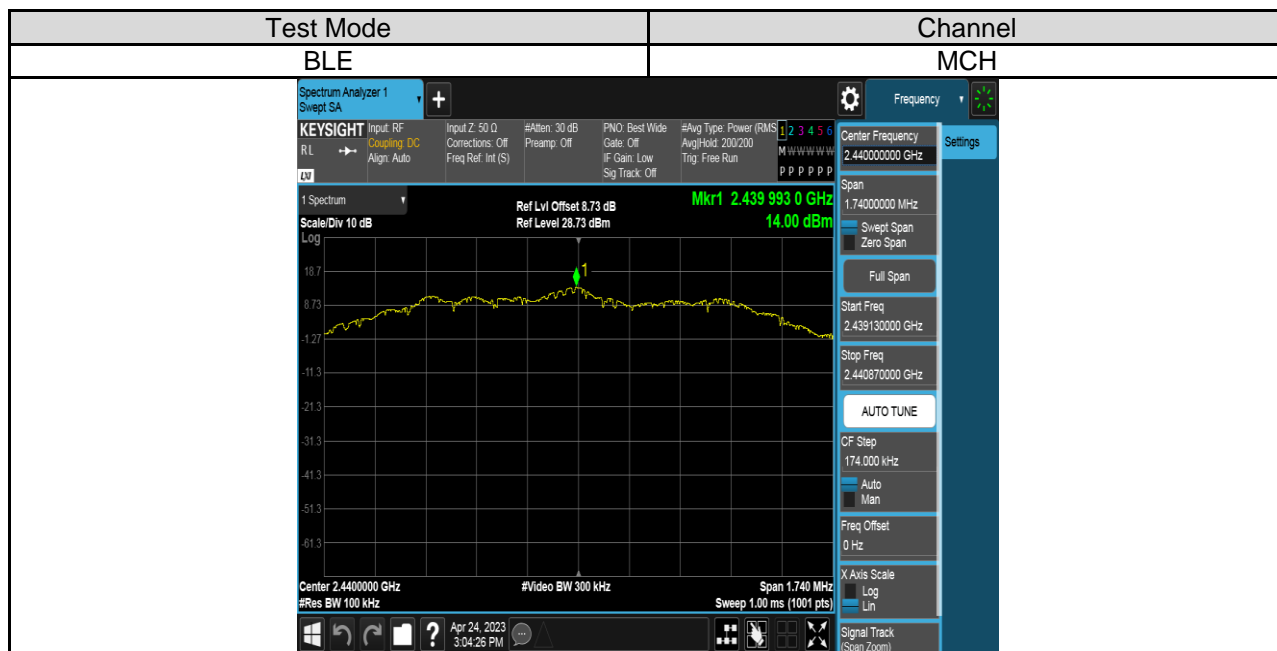 Test Mode Channel
BLE MCH
Spectrum Analyzer 1
Swept SA
+
Frequency
KEYSIGHT
RL
LXI
Input: RF
Coupling: DC
Align: Auto
Input Z: 50 Ω
Corrections: Off
Freq Ref: Int (S)
#Atten: 30 dB
Preamp: Off
PNO: Best Wide
Gate: Off
IF Gain: Low
Sig Track: Off
#Avg Type: Power (RMS
Avg|Hold: 200/200
Trig: Free Run
1 2 3 4 5 6
M W W W W W
P P P P P P
1 Spectrum
Scale/Div 10 dB
Log
Ref Lvl Offset 8.73 dB
Ref Level 28.73 dBm
Mkr1 2.439 993 0 GHz
14.00 dBm
1
18.7
8.73
-1.27
-11.3
-21.3
-31.3
-41.3
-51.3
-61.3
Center 2.4400000 GHz
#Res BW 100 kHz
#Video BW 300 kHz
Span 1.740 MHz
Sweep 1.00 ms (1001 pts)
?
Apr 24, 2023
3:04:26 PM
Center Frequency
2.440000000 GHz
Settings
Span
1.74000000 MHz
Swept Span
Zero Span
Full Span
Start Freq
2.439130000 GHz
Stop Freq
2.440870000 GHz
AUTO TUNE
CF Step
174.000 kHz
Auto
Man
Freq Offset
0 Hz
X Axis Scale
Log
Lin
Signal Track
(Span Zoom)